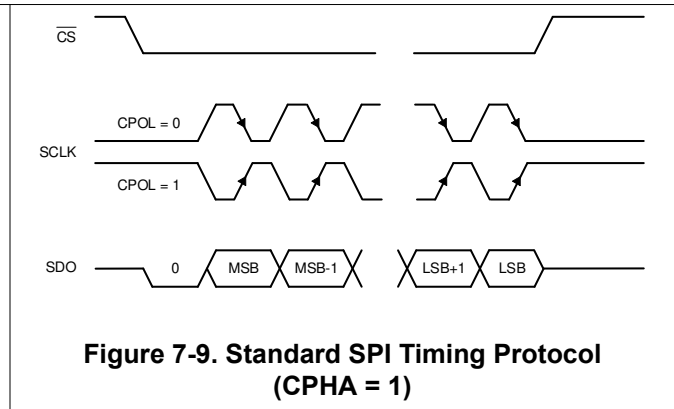 CS
CPOL = 0
SCLK
CPOL = 1
SDO 0 MSB MSB-1 LSB+1 LSB
Figure 7-9. Standard SPI Timing Protocol
(CPHA = 1)